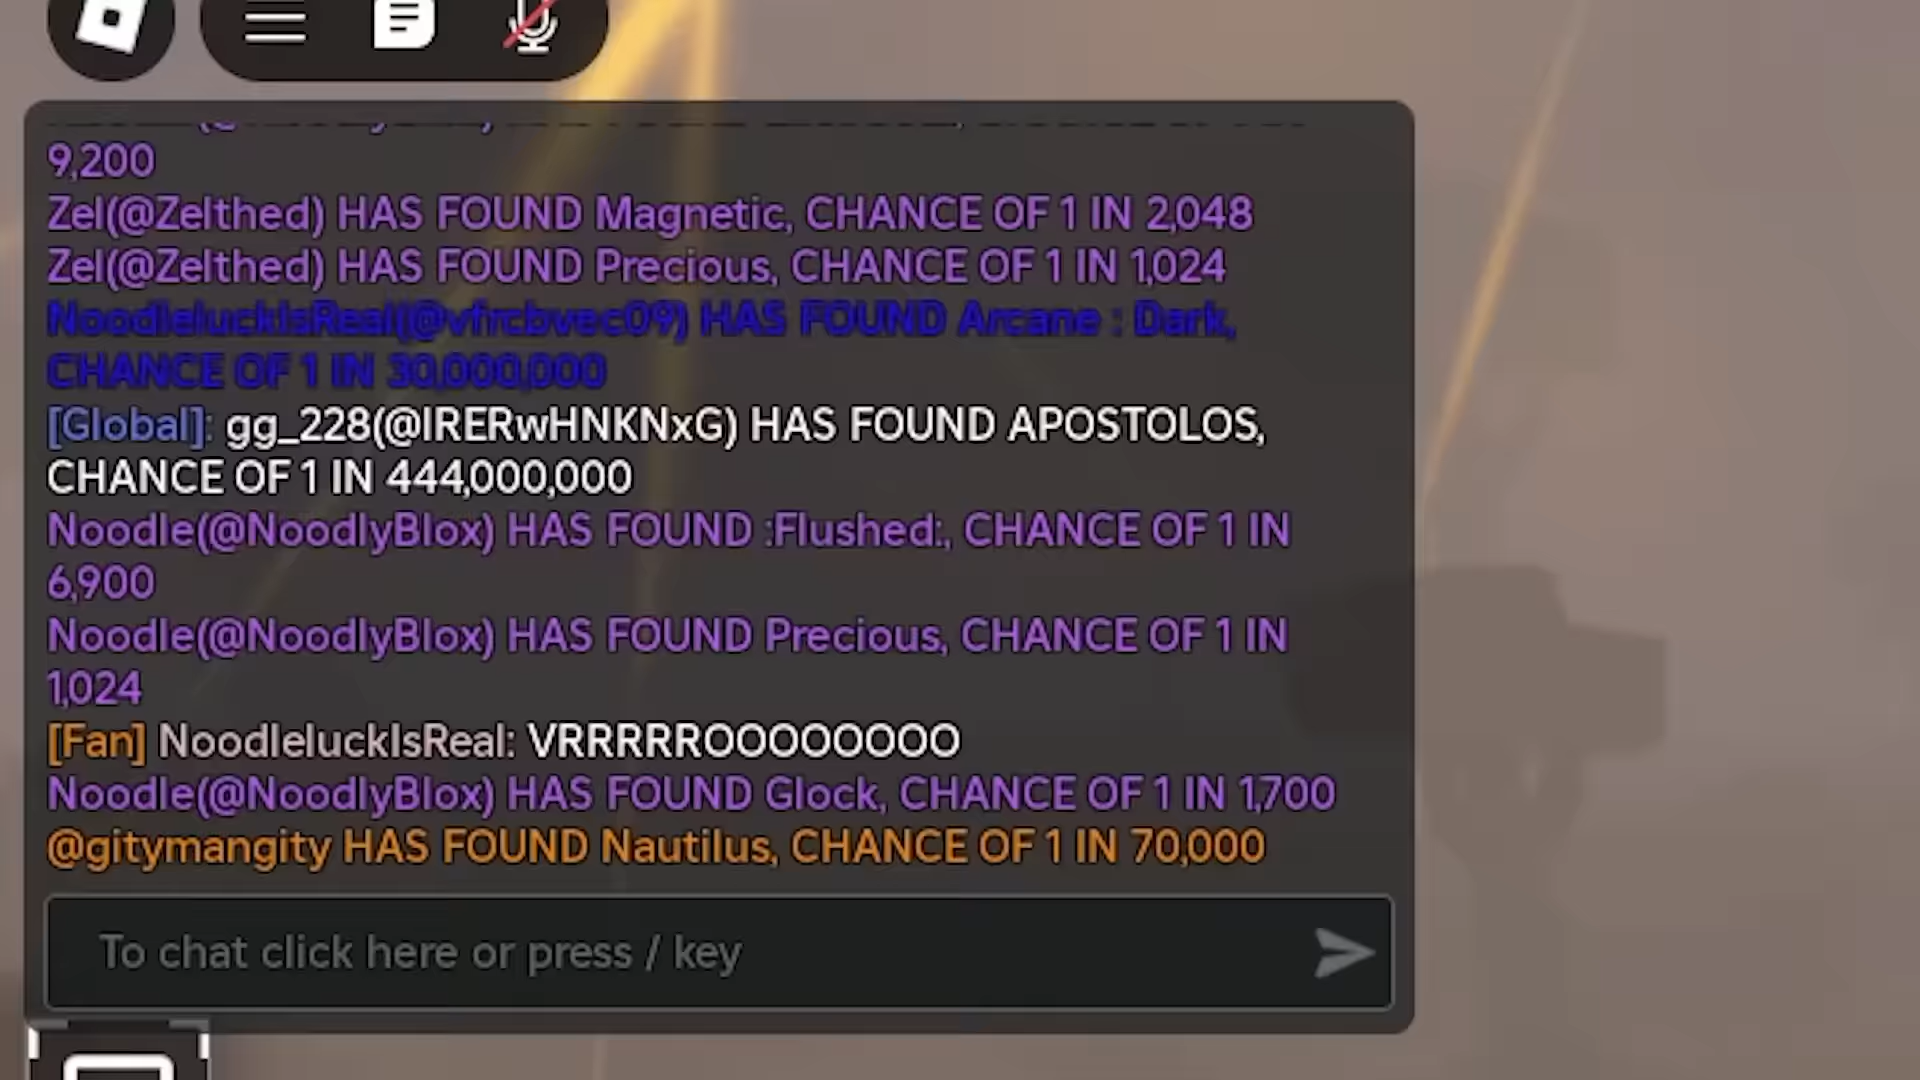 9,200
Zel(@Zelthed) HAS FOUND Magnetic, CHANCE OF 1 IN 2,048
Zel(@Zelthed) HAS FOUND Precious, CHANCE OF 1 IN 1,024
NoodleluckIsReal(@vfrcbvec09) HAS FOUND Arcane : Dark,
CHANCE OF 1 IN 30,000,000
[Global]: gg_228(@IRERwHNKNxG) HAS FOUND APOSTOLOS,
CHANCE OF 1 IN 444,000,000
Noodle(@NoodlyBlox) HAS FOUND :Flushed:, CHANCE OF 1 IN
6,900
Noodle(@NoodlyBlox) HAS FOUND Precious, CHANCE OF 1 IN
1,024
[Fan] NoodleluckIsReal: VRRRRROOOOOOOO
Noodle(@NoodlyBlox) HAS FOUND Glock, CHANCE OF 1 IN 1,700
@gitymangity HAS FOUND Nautilus, CHANCE OF 1 IN 70,000
To chat click here or press / key